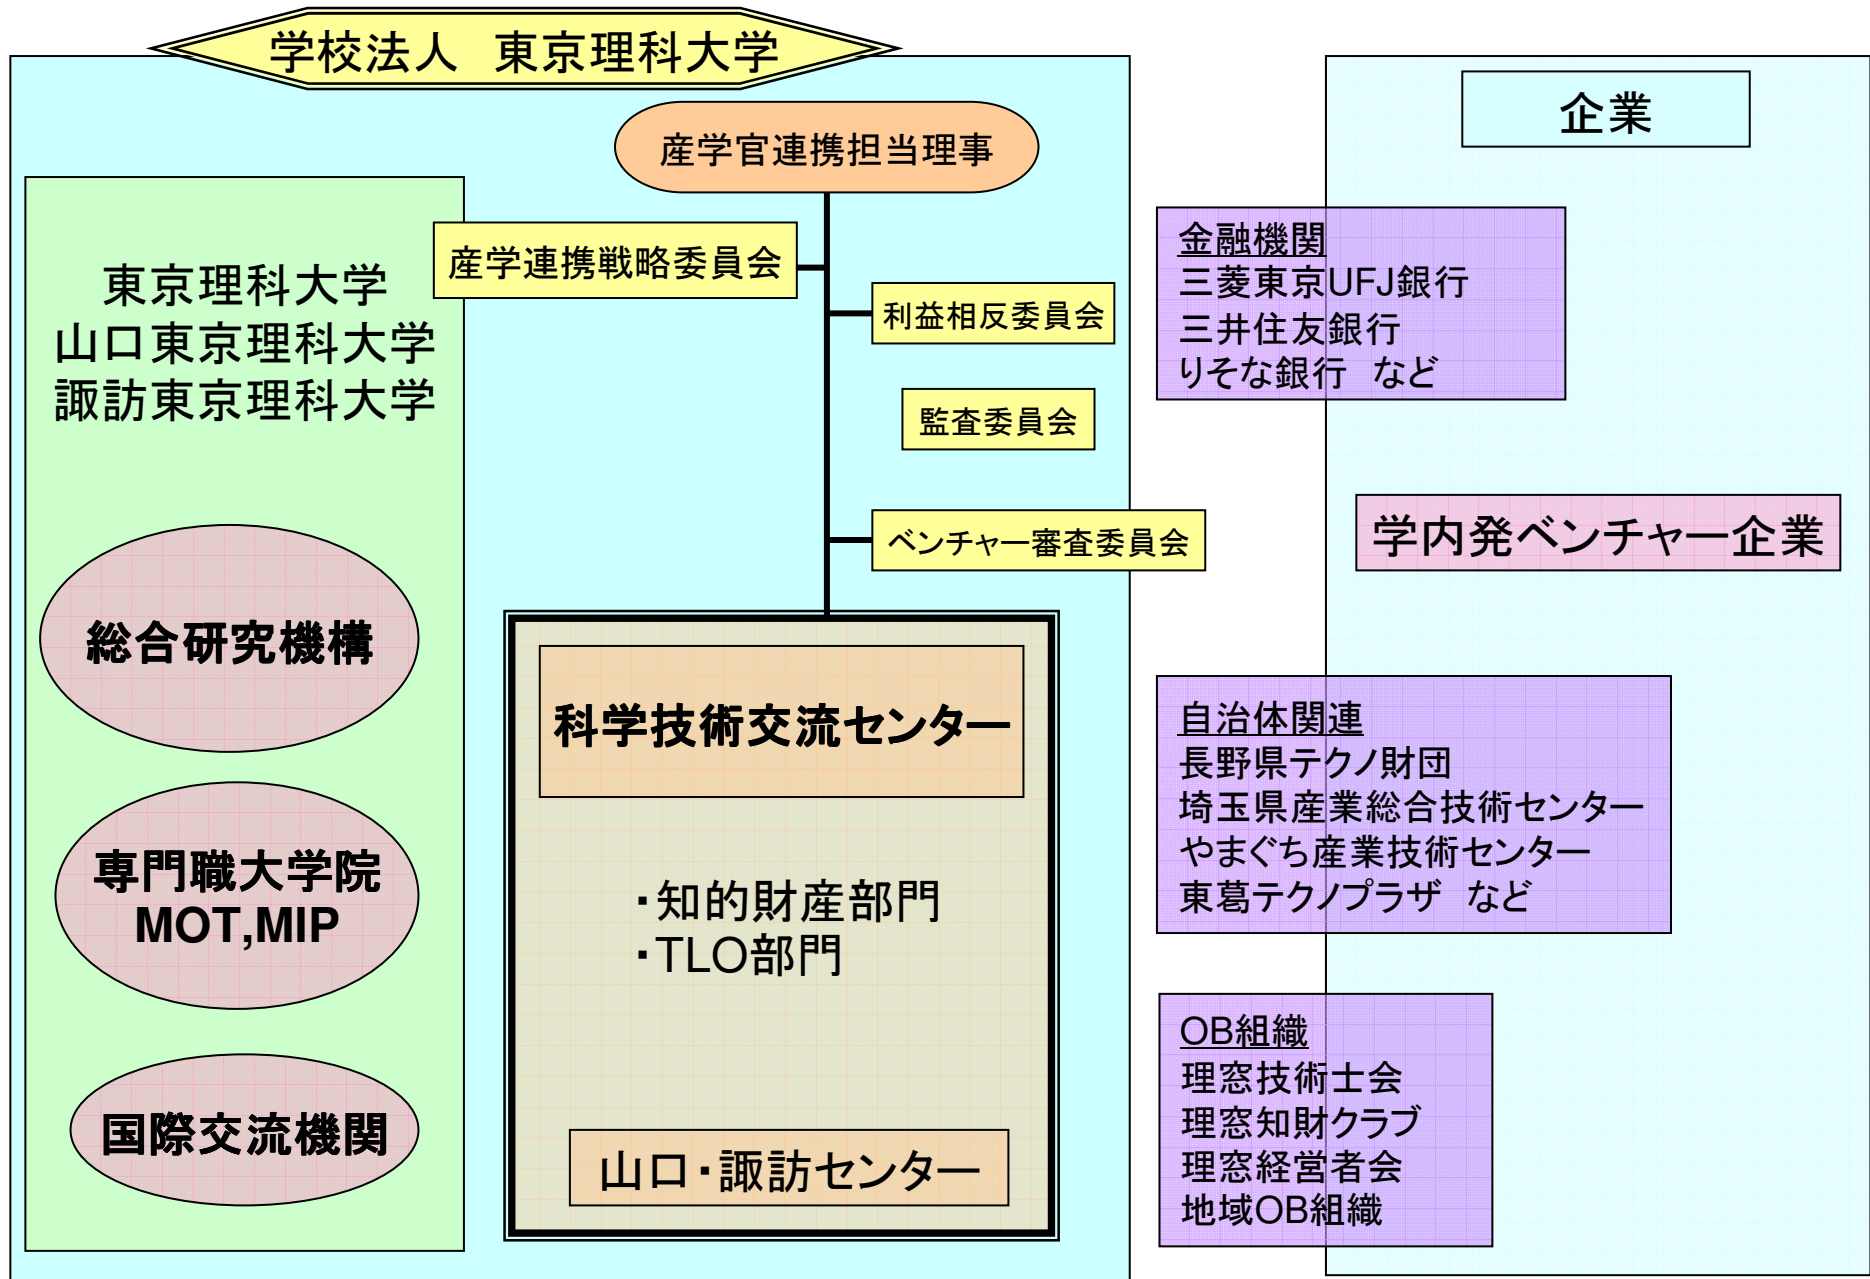 学校法人　東京理科大学
産学官連携担当理事
産学連携戦略委員会
利益相反委員会
監査委員会
ベンチャー審査委員会
東京理科大学
山口東京理科大学
諏訪東京理科大学
総合研究機構
専門職大学院
MOT,MIP
国際交流機関
科学技術交流センター
・知的財産部門
・TLO部門
山口・諏訪センター
企業
金融機関
三菱東京UFJ銀行
三井住友銀行
りそな銀行　など
学内発ベンチャー企業
自治体関連
長野県テクノ財団
埼玉県産業総合技術センター
やまぐち産業技術センター
東葛テクノプラザ　など
OB組織
理窓技術士会
理窓知財クラブ
理窓経営者会
地域OB組織